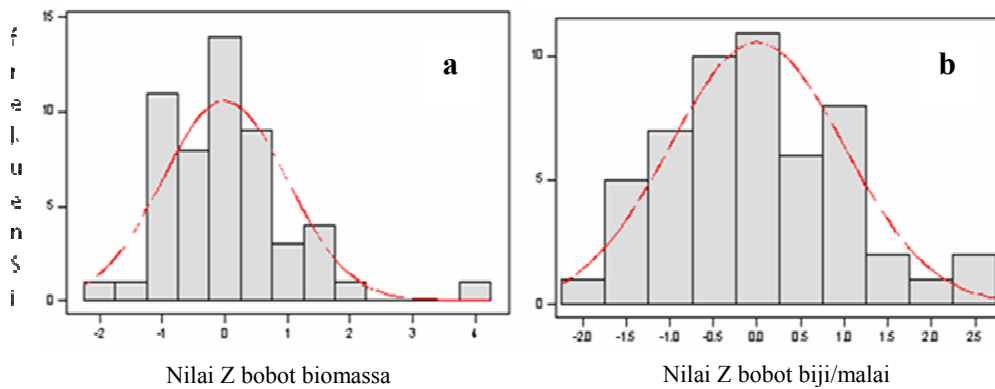 frekuensi
15
10
5
0
a
-2 -1 0 1 2 3 4
Nilai Z bobot biomassa
10
5
0
b
-2.0 -1.5 -1.0 -0.5 0.0 0.5 1.0 1.5 2.0 2.5
Nilai Z bobot biji/malai